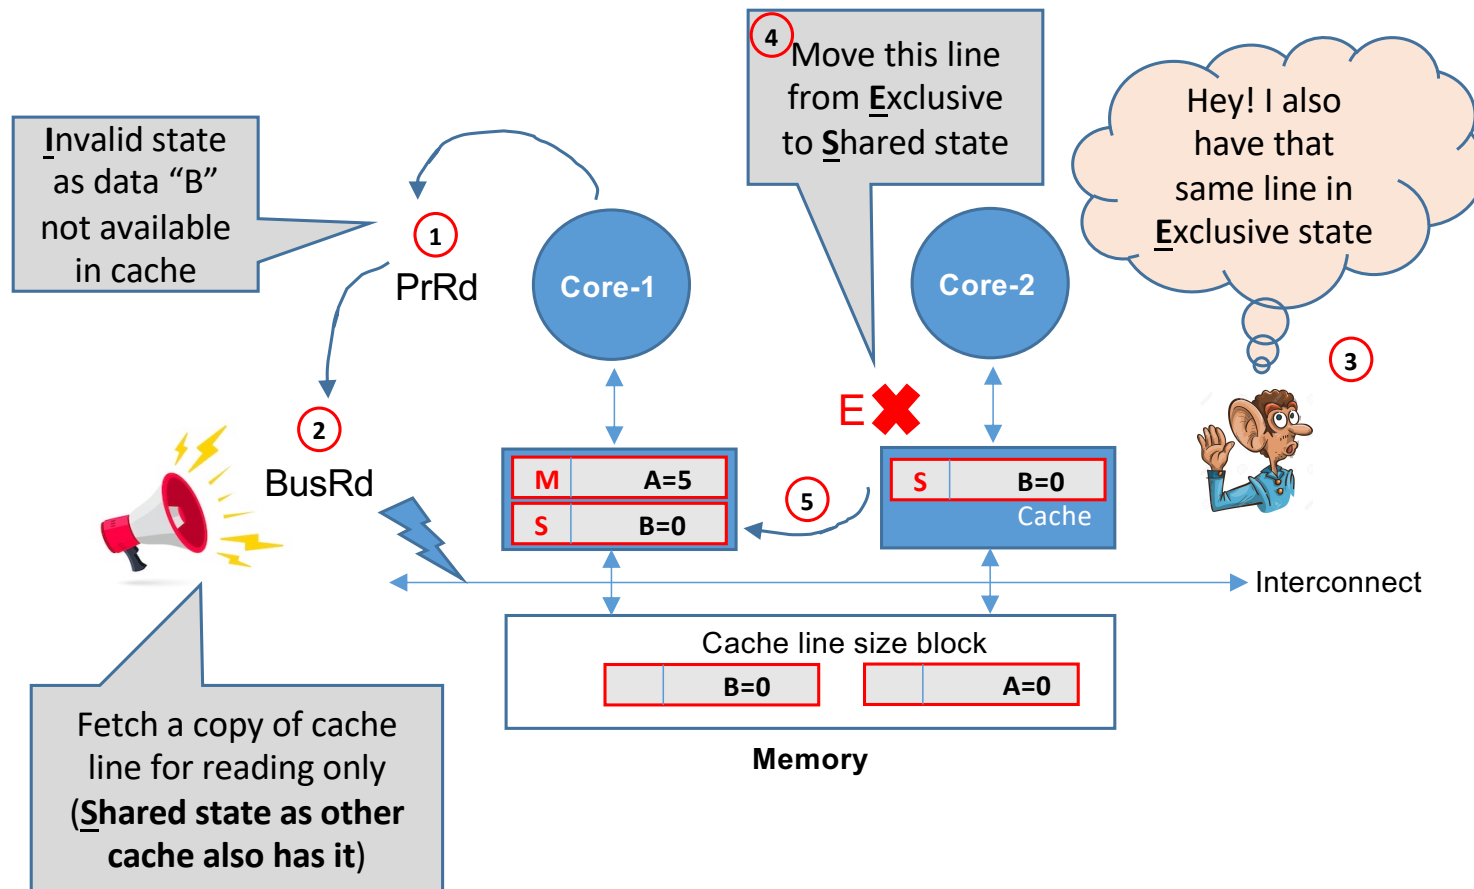 4
Move this line
from Exclusive
to Shared state
Hey! I also
have that
same line in
Exclusive state
Invalid state
as data “B”
not available
in cache
1
PrRd
Core-1
Core-2
3
E
2
BusRd
M A=5
S B=0
5
S B=0
Cache
Interconnect
Cache line size block
B=0
A=0
Memory
Fetch a copy of cache
line for reading only
(Shared state as other
cache also has it)